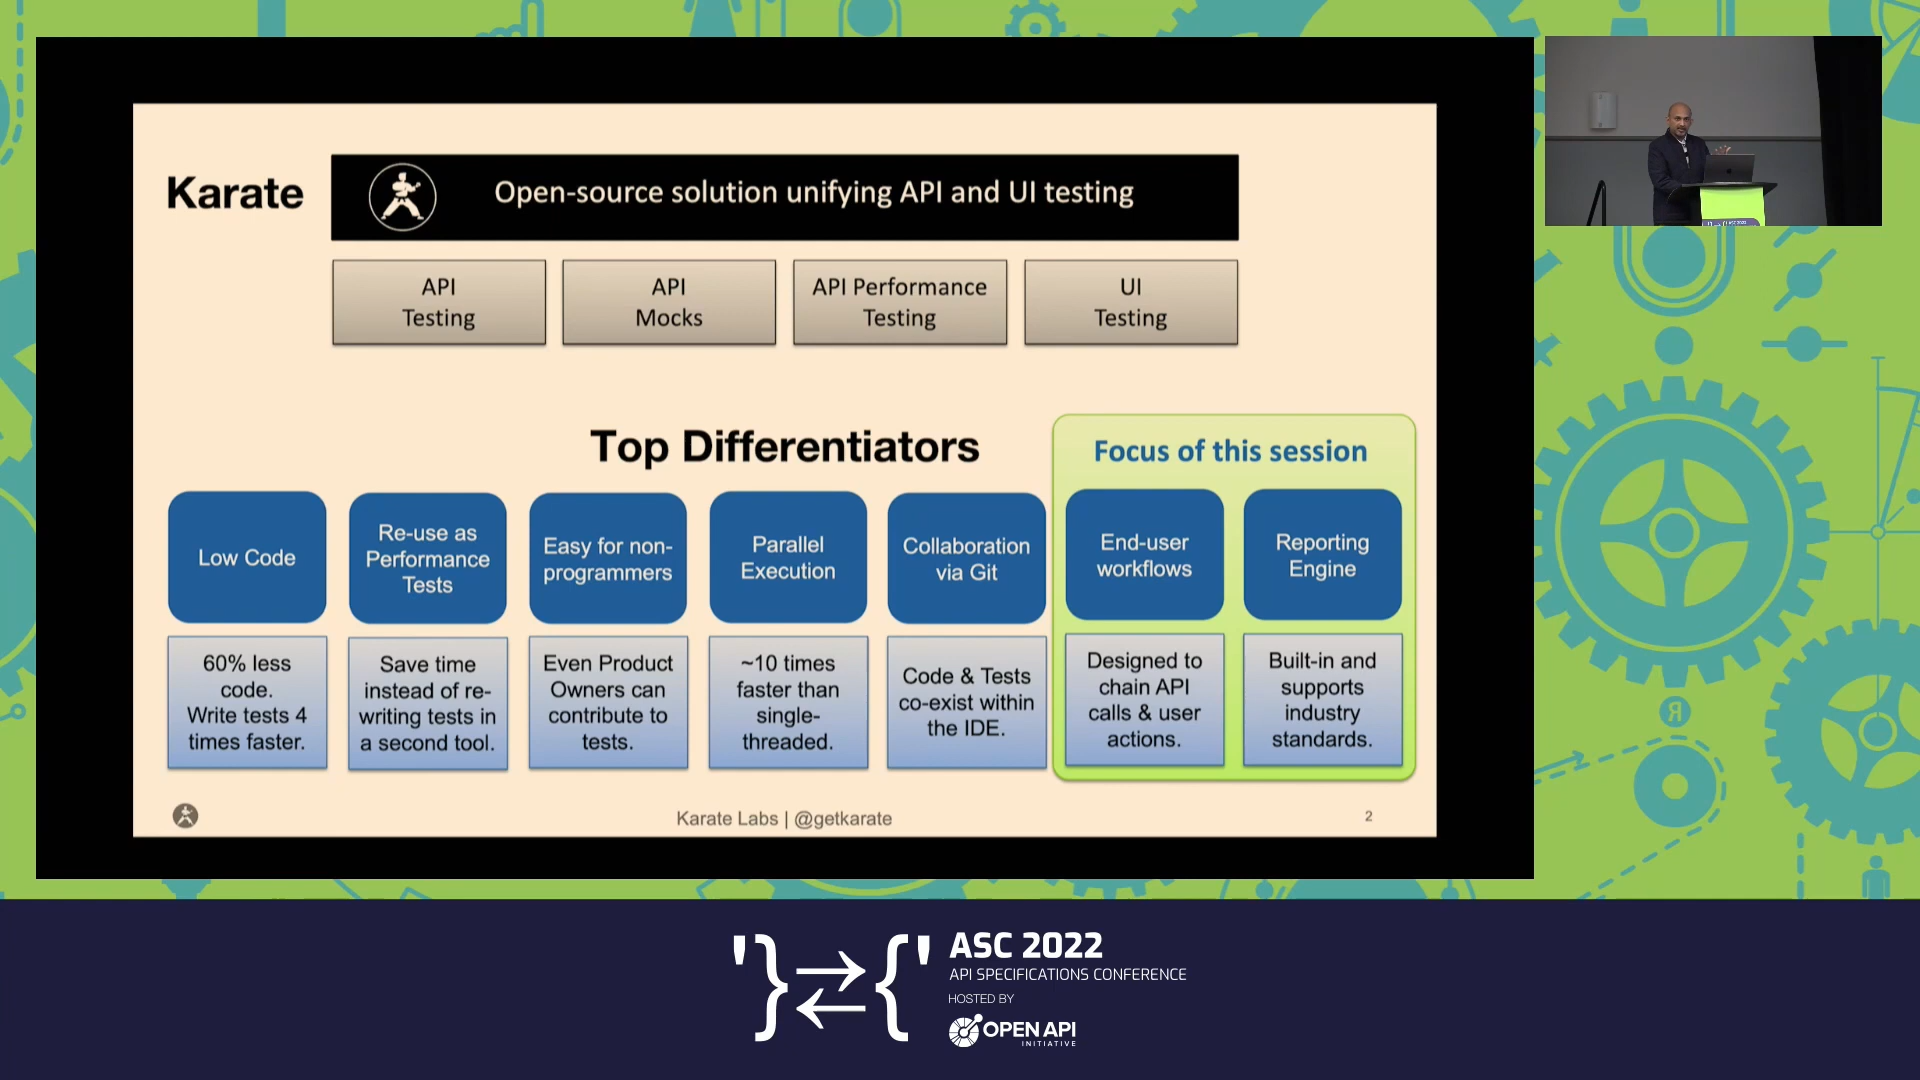 Karate
Open-source solution unifying API and UI testing
API
Testing
API
Mocks
API Performance
Testing
UI
Testing
Top Differentiators
Focus of this session
Low Code
Re-use as
Performance
Tests
Easy for non-
programmers
Parallel
Execution
Collaboration
via Git
End-user
workflows
Reporting
Engine
60% less
code.
Write tests 4
times faster.
Save time
instead of re-
writing tests in
a second tool.
Even Product
Owners can
contribute to
tests.
~10 times
faster than
single-
threaded.
Code & Tests
co-exist within
the IDE.
Designed to
chain API
calls & user
actions.
Built-in and
supports
industry
standards.
Karate Labs | @getkarate
2
'}⇄{'
ASC 2022
API SPECIFICATIONS CONFERENCE
HOSTED BY
OPENAPI
INITIATIVE
ASC 2022
Я